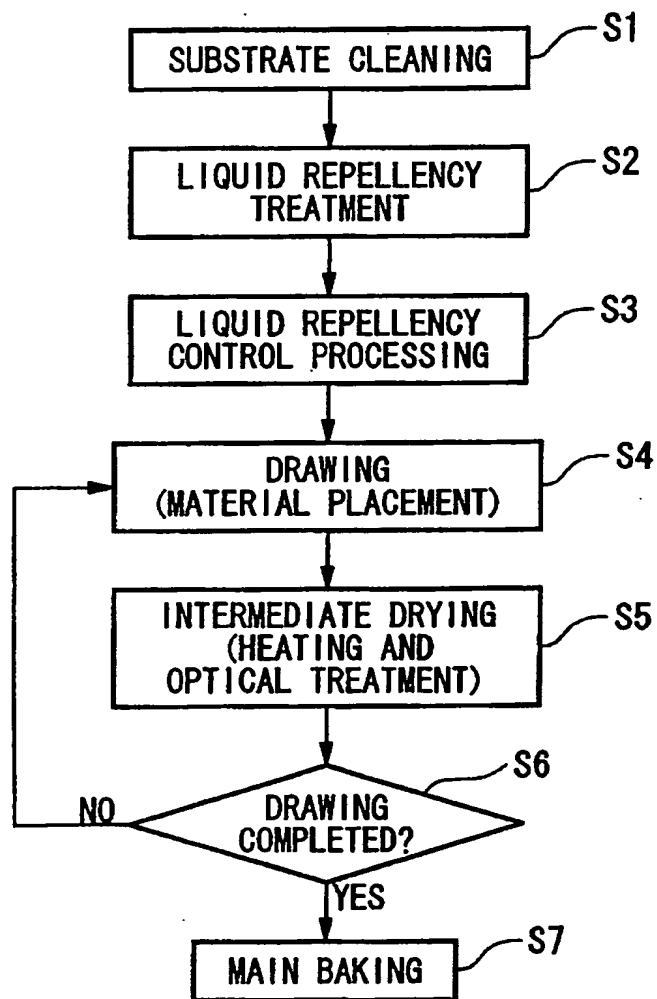 S1
SUBSTRATE CLEANING
S2
LIQUID REPELLENCY
TREATMENT
S3
LIQUID REPELLENCY
CONTROL PROCESSING
S4
DRAWING
(MATERIAL PLACEMENT)
S5
INTERMEDIATE DRYING
(HEATING AND
OPTICAL TREATMENT)
S6
DRAWING
COMPLETED?
NO
YES
S7
MAIN BAKING